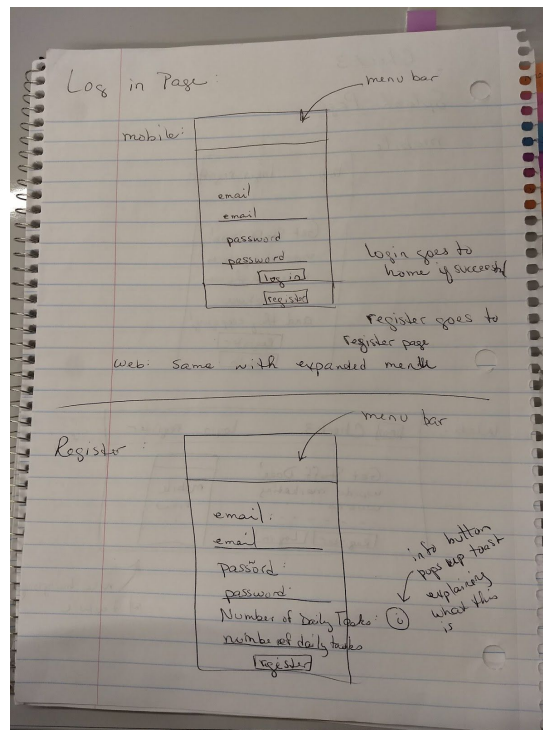 Log in Page:
menu bar
mobile:
email
email
password
password
log in
register
login goes to
home if successful
register goes to
register page
web: same with expanded menu
menu bar
Register:
email:
email
passord:
password:
Number of Daily Tasks: i
number of daily tasks
register
info button
pops up toast
explaining
what this
is